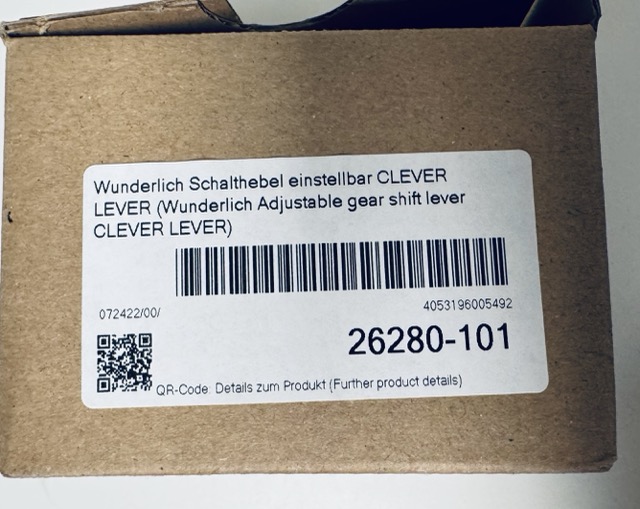 Wunderlich Schalthebel einstellbar CLEVER
LEVER (Wunderlich Adjustable gear shift lever
CLEVER LEVER)
072422/00/
4053196005492
26280-101
QR-Code: Details zum Produkt (Further product details)